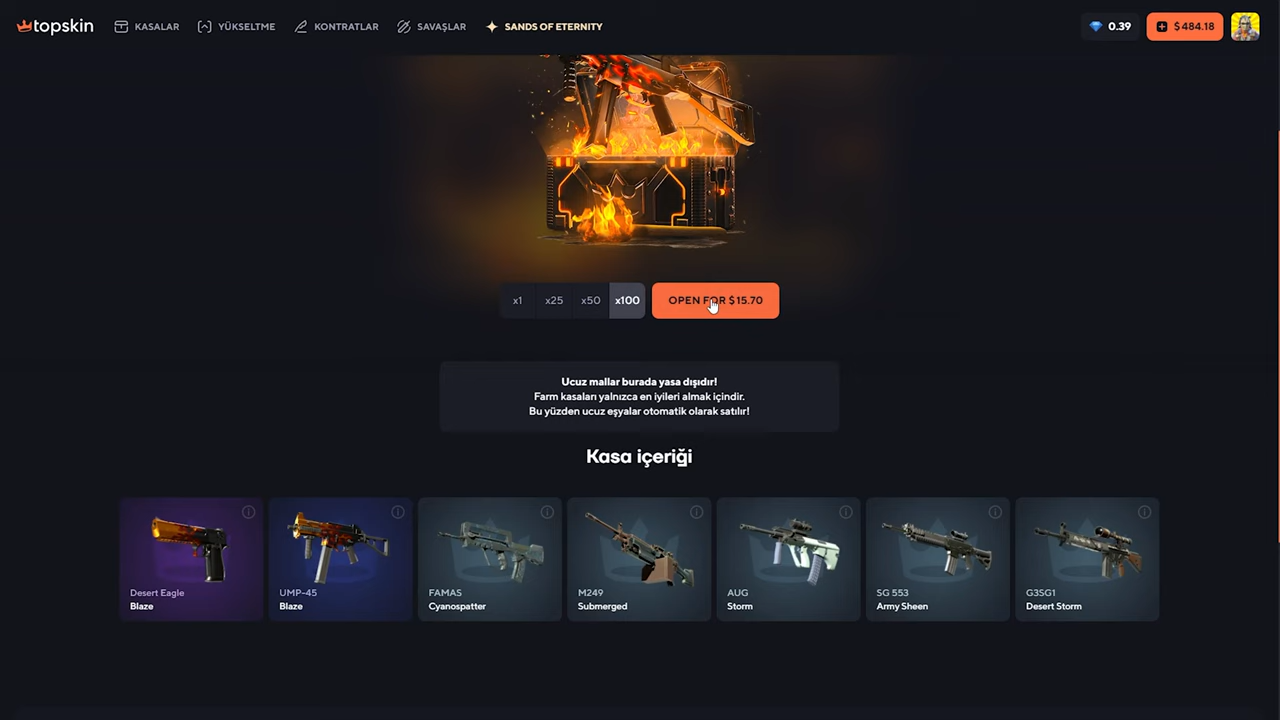 topskin KASALAR YÜKSELTME KONTRATLAR SAVAŞLAR SANDS OF ETERNITY 0.39 $484.18
x1 x25 x50 x100 OPEN FOR $15.70
Ucuz mallar burada yasa dışıdır!
Farm kasaları yalnızca en iyileri almak içindir.
Bu yüzden ucuz eşyalar otomatik olarak satılır!
Kasa içeriği
Desert Eagle
Blaze
UMP-45
Blaze
FAMAS
Cyanospatter
M249
Submerged
AUG
Storm
SG 553
Army Sheen
G3SG1
Desert Storm